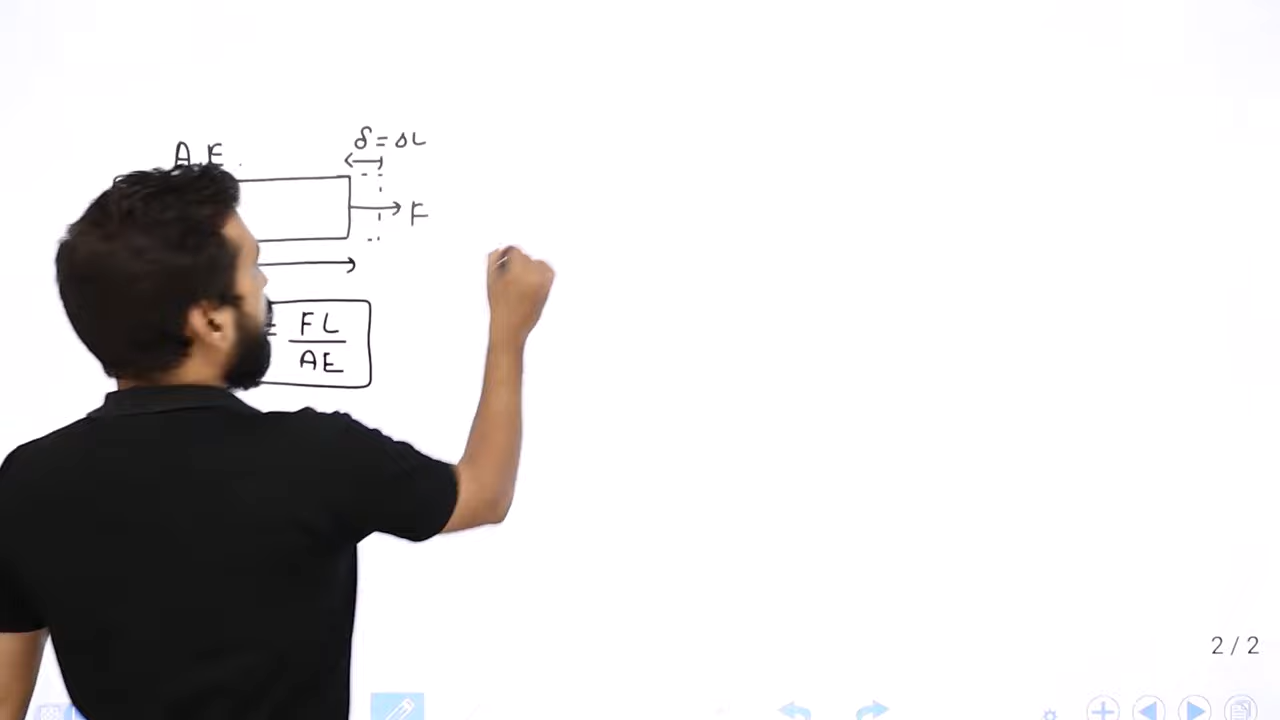 A,E
δ = ΔL
F
= FL
AE
2 / 2